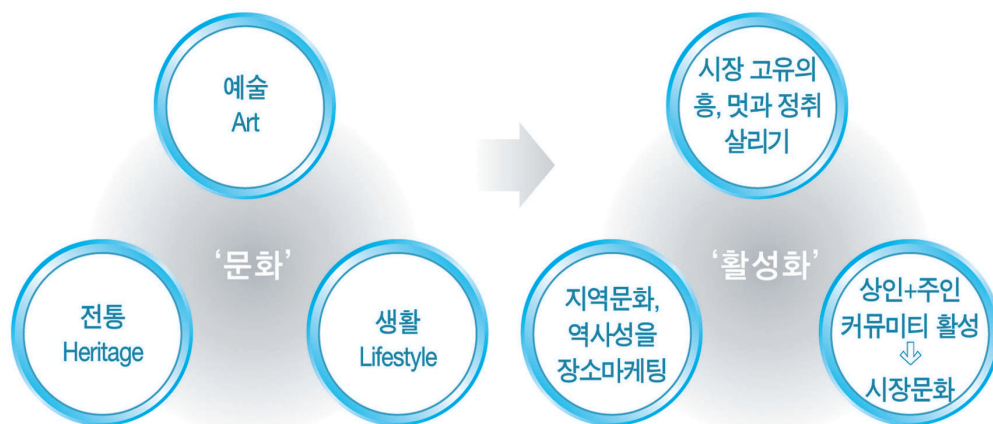 예술
Art
'문화'
전통
Heritage
생활
Lifestyle
시장 고유의
흥, 멋과 정취
살리기
'활성화'
지역문화,
역사성을
장소마케팅
상인+주인
커뮤미티 활성
⇩
시장문화